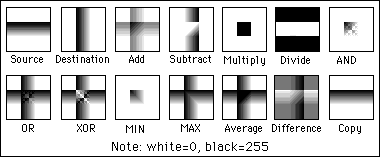 Source Destination Add Subtract Multiply Divide AND
OR XOR MIN MAX Average Difference Copy
Note: white=0, black=255